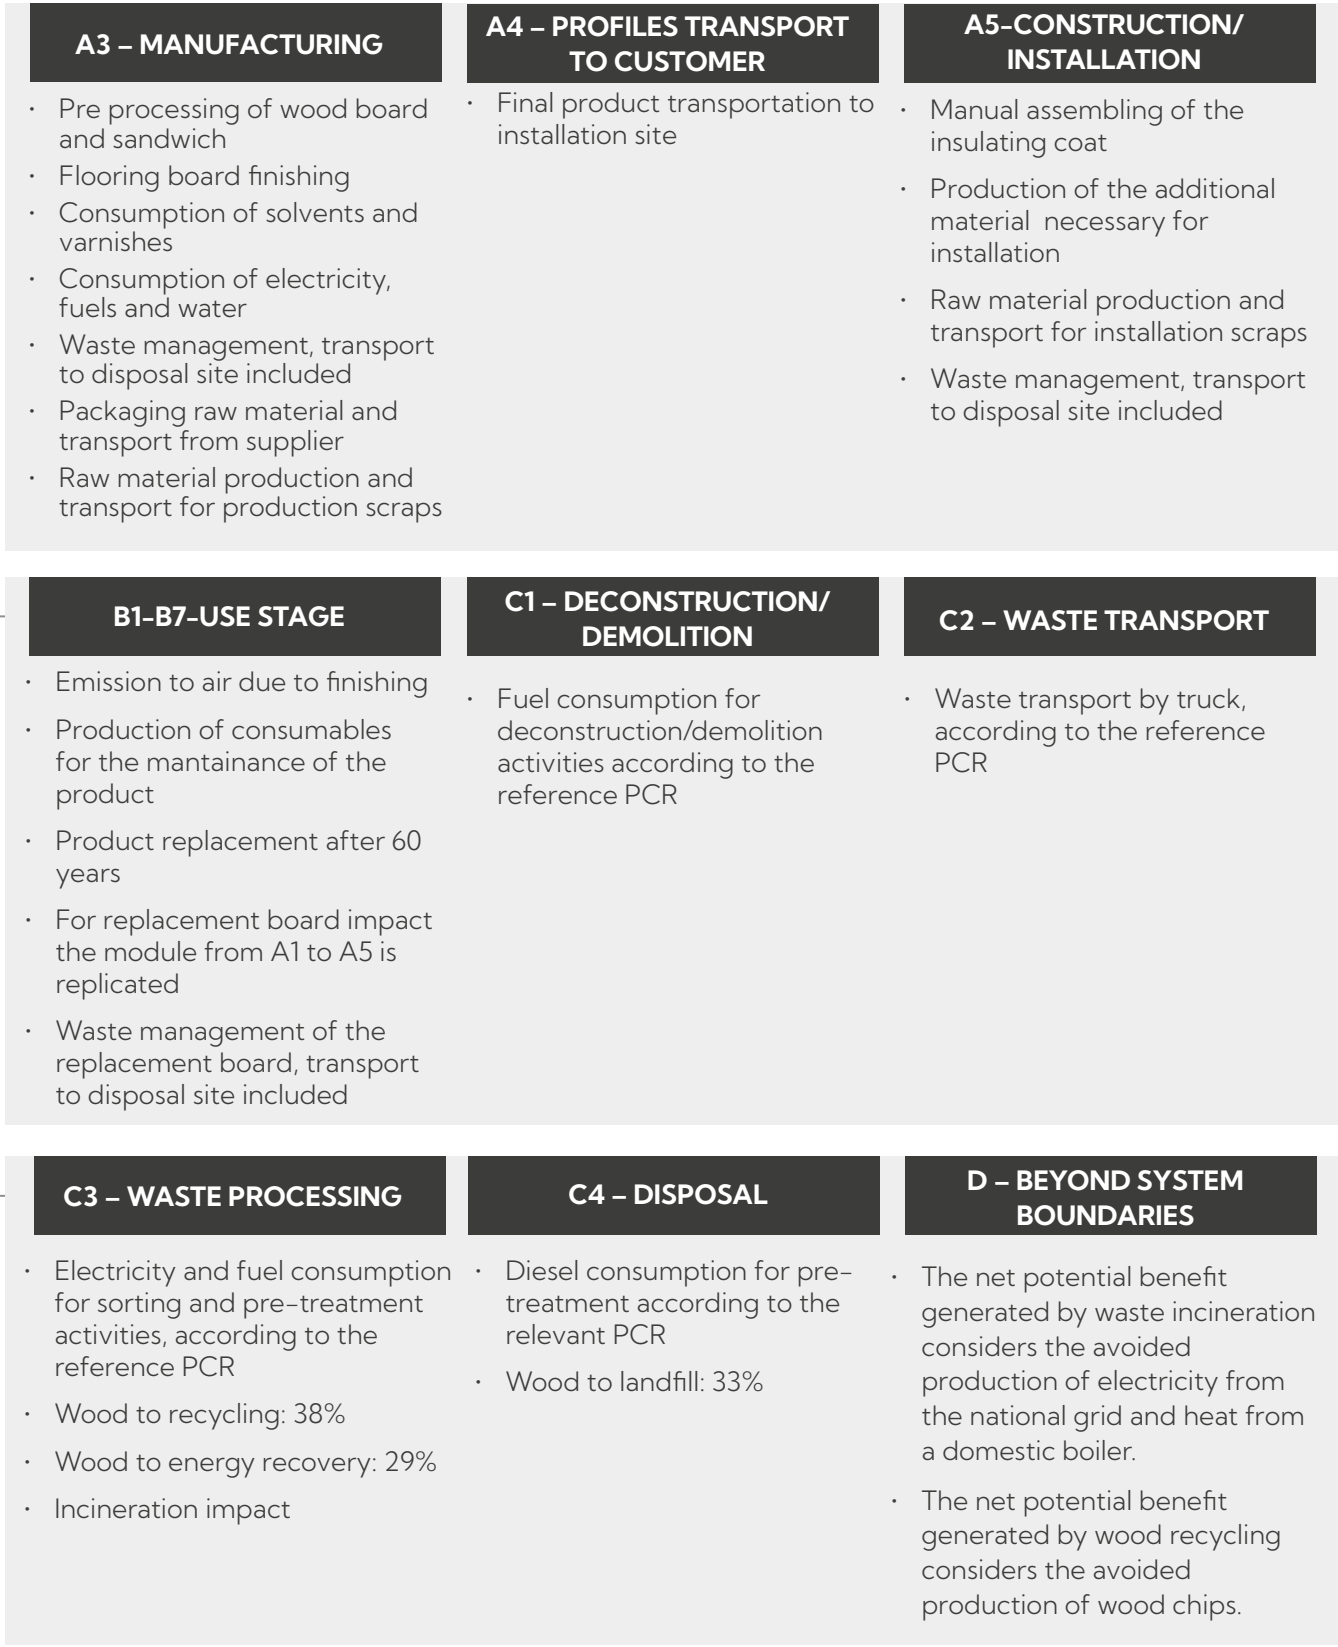 A3 – MANUFACTURING
• Pre processing of wood board
and sandwich
• Flooring board finishing
• Consumption of solvents and
varnishes
• Consumption of electricity,
fuels and water
• Waste management, transport
to disposal site included
• Packaging raw material and
transport from supplier
• Raw material production and
transport for production scraps
A4 – PROFILES TRANSPORT
TO CUSTOMER
• Final product transportation to
installation site
A5-CONSTRUCTION/
INSTALLATION
• Manual assembling of the
insulating coat
• Production of the additional
material  necessary for
installation
• Raw material production and
transport for installation scraps
• Waste management, transport
to disposal site included
B1-B7-USE STAGE
• Emission to air due to finishing
• Production of consumables
for the mantainance of the
product
• Product replacement after 60
years
• For replacement board impact
the module from A1 to A5 is
replicated
• Waste management of the
replacement board, transport
to disposal site included
C1 – DECONSTRUCTION/
DEMOLITION
• Fuel consumption for
deconstruction/demolition
activities according to the
reference PCR
C2 – WASTE TRANSPORT
• Waste transport by truck,
according to the reference
PCR
C3 – WASTE PROCESSING
• Electricity and fuel consumption
for sorting and pre-treatment
activities, according to the
reference PCR
• Wood to recycling: 38%
• Wood to energy recovery: 29%
• Incineration impact
C4 – DISPOSAL
• Diesel consumption for pre-
treatment according to the
relevant PCR
• Wood to landfill: 33%
D – BEYOND SYSTEM
BOUNDARIES
• The net potential benefit
generated by waste incineration
considers the avoided
production of electricity from
the national grid and heat from
a domestic boiler.
• The net potential benefit
generated by wood recycling
considers the avoided
production of wood chips.